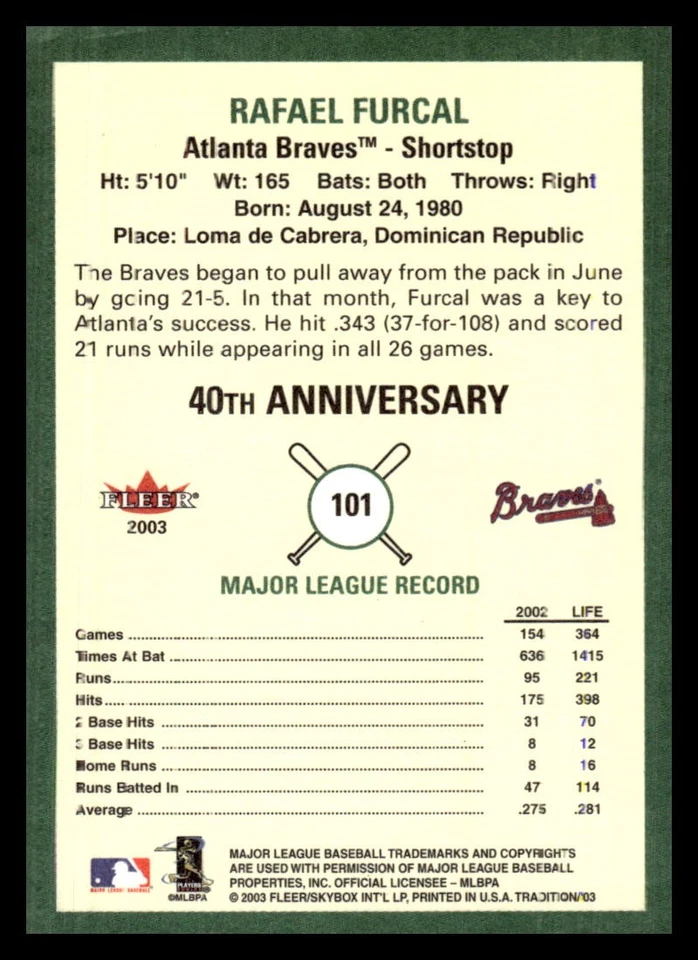 RAFAEL FURCAL
Atlanta Braves™ - Shortstop
Ht: 5'10" Wt: 165 Bats: Both Throws: Right
Born: August 24, 1980
Place: Loma de Cabrera, Dominican Republic
The Braves began to pull away from the pack in June
by going 21-5. In that month, Furcal was a key to
Atlanta's success. He hit .343 (37-for-108) and scored
21 runs while appearing in all 26 games.
40TH ANNIVERSARY
FLEER®
2003
101
Braves®
MAJOR LEAGUE RECORD
2002 LIFE
Games 154 364
Times At Bat 636 1415
Runs 95 221
Hits 175 398
2 Base Hits 31 70
3 Base Hits 8 12
Home Runs 8 16
Runs Batted In 47 114
Average .275 .281
MAJOR LEAGUE BASEBALL
PLAYERS
©MLBPA
MAJOR LEAGUE BASEBALL TRADEMARKS AND COPYRIGHTS
ARE USED WITH PERMISSION OF MAJOR LEAGUE BASEBALL
PROPERTIES, INC. OFFICIAL LICENSEE – MLBPA
© 2003 FLEER/SKYBOX INT'L LP, PRINTED IN U.S.A. TRADITION/'03